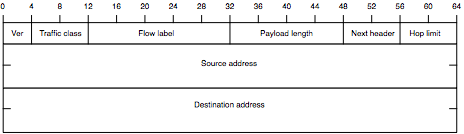 0 4 8 12 16 20 24 28 32 36 40 44 48 52 56 60 64
Ver Traffic class Flow label Payload length Next header Hop limit
Source address
Destination address